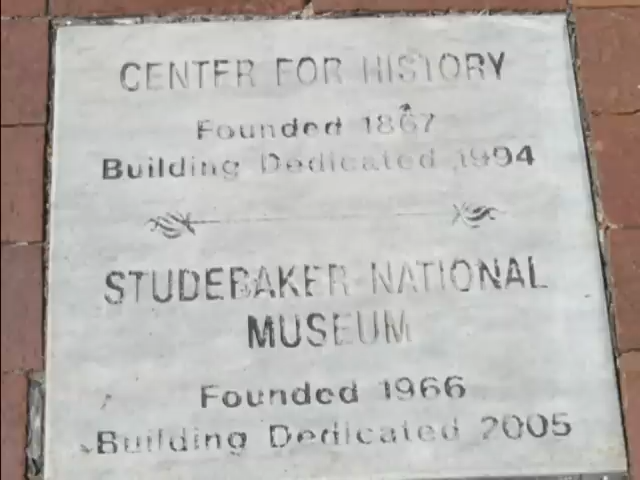 CENTER FOR HISTORY
Founded 1867
Building Dedicated 1994
STUDEBAKER NATIONAL
MUSEUM
Founded 1966
Building Dedicated 2005